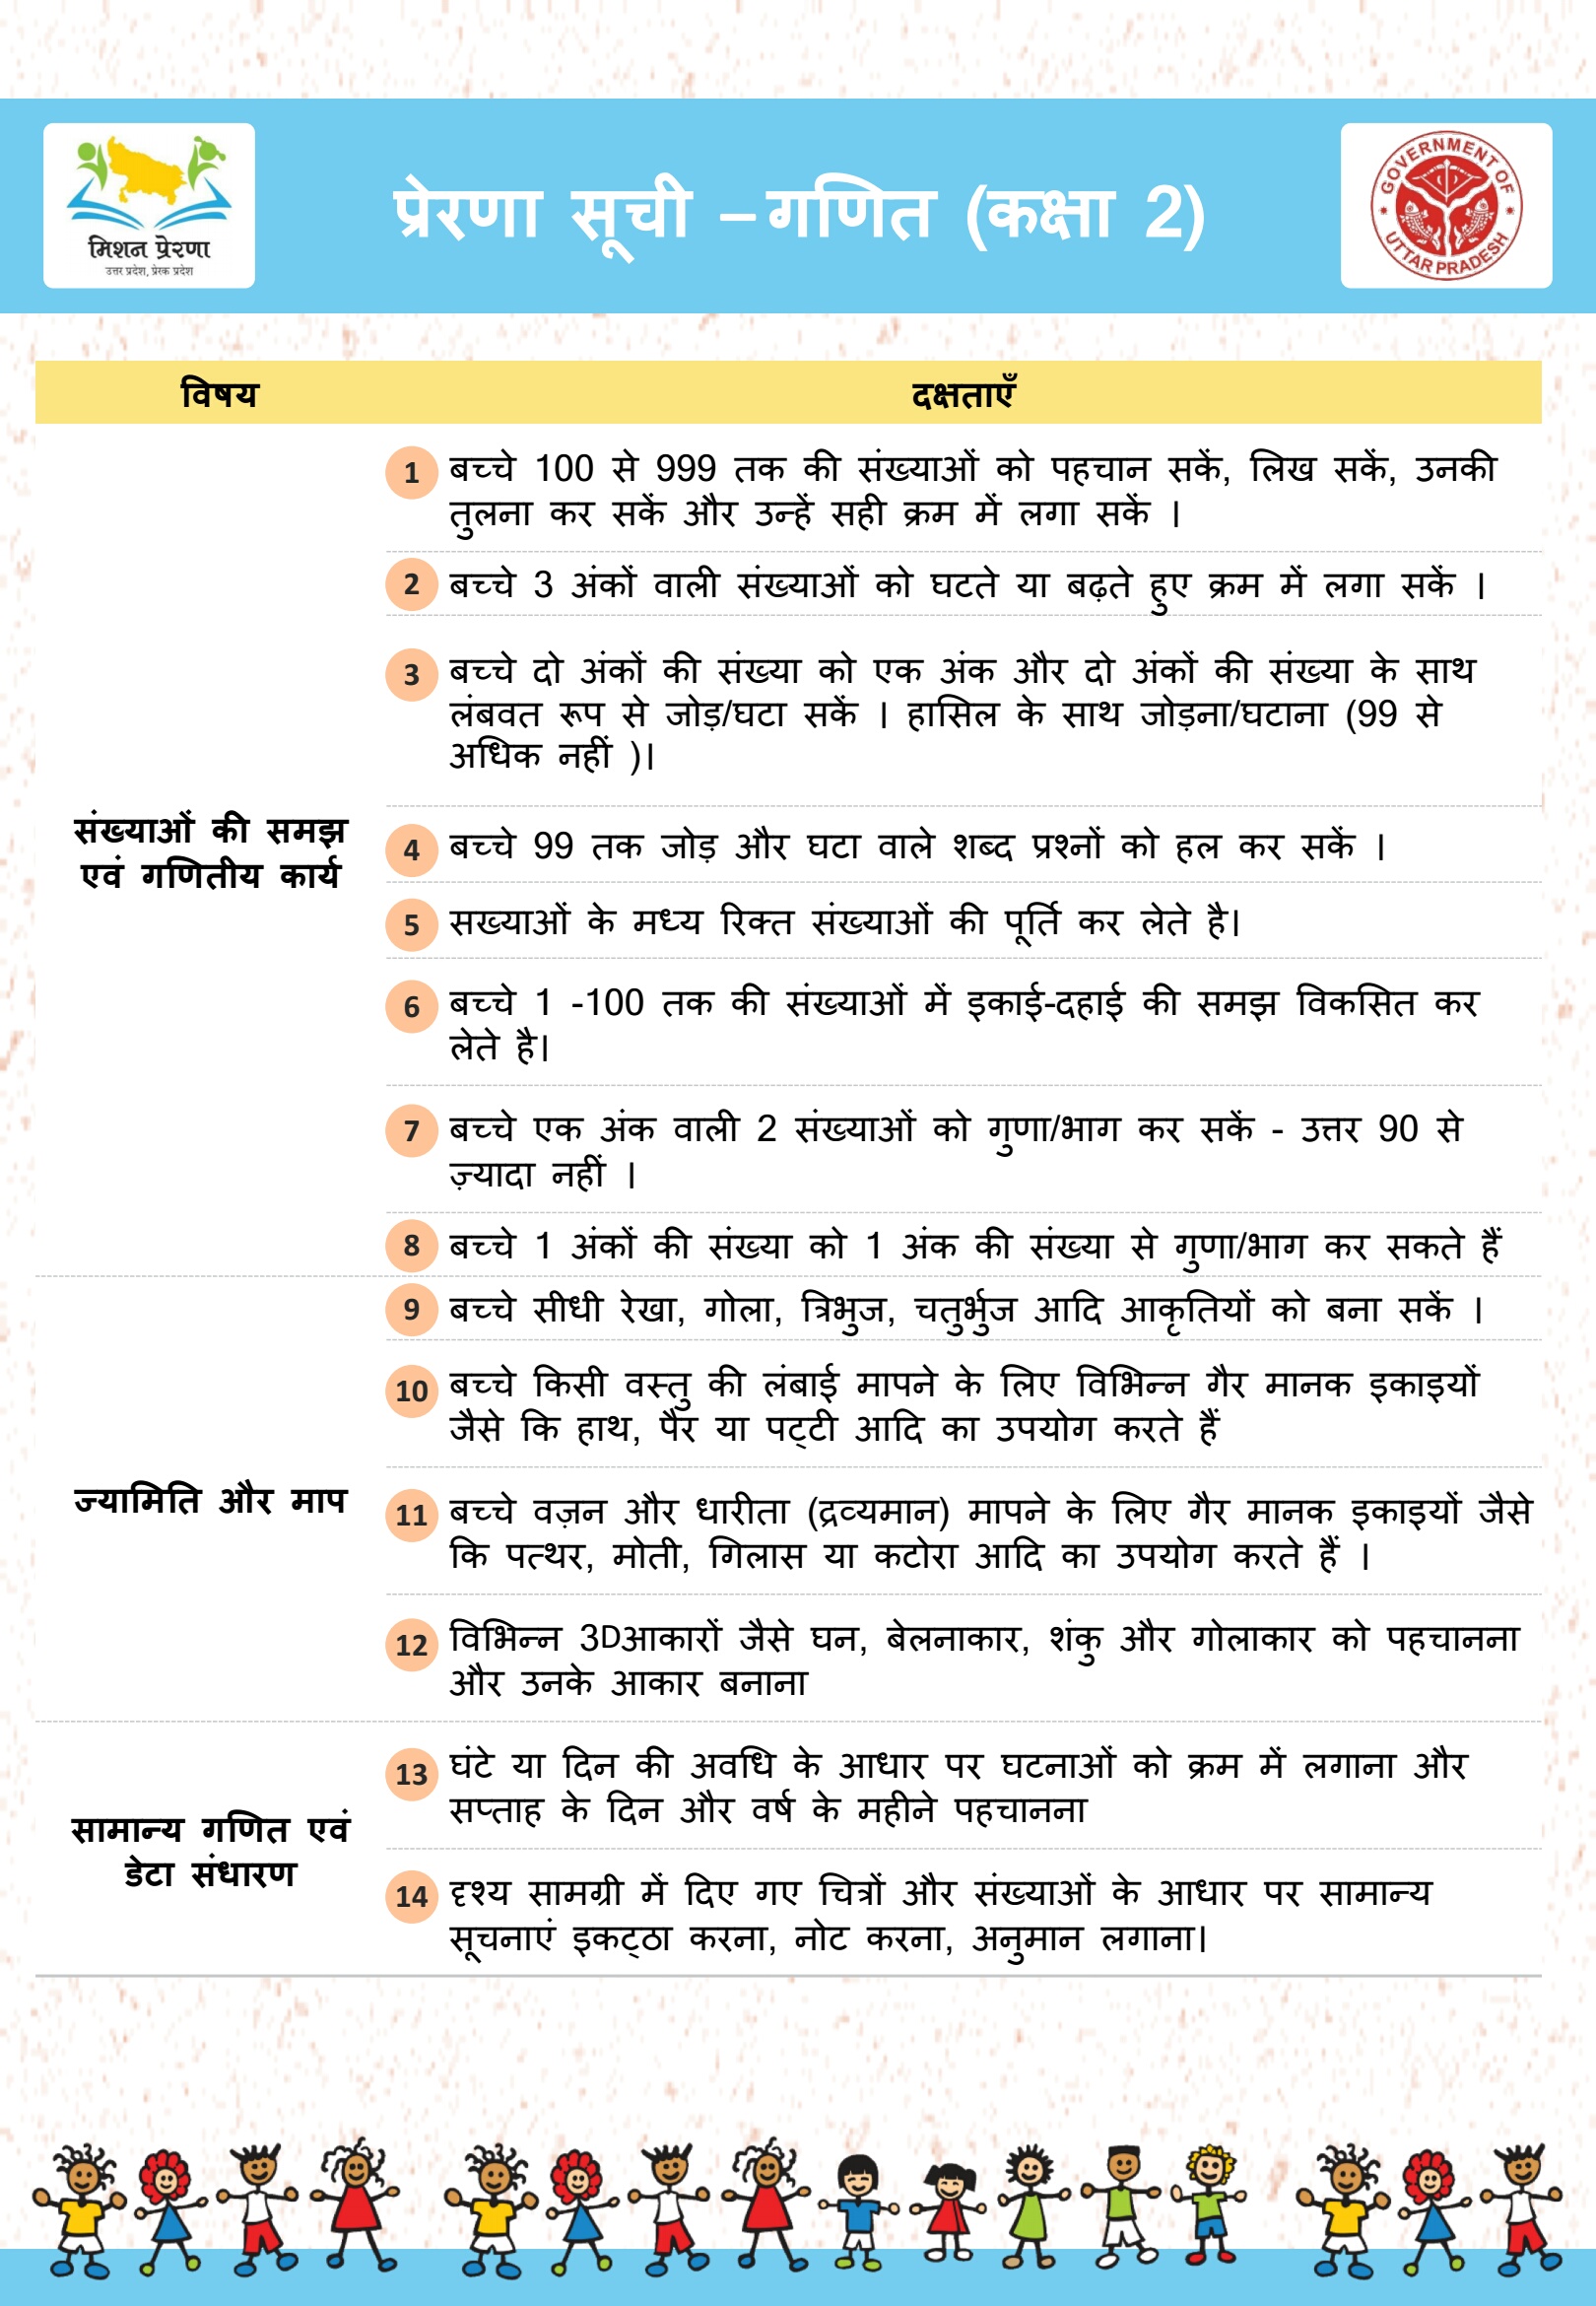 मिशन प्रेरणा
उत्तर प्रदेश, प्रेरक प्रदेश
प्रेरणा सूची – गणित (कक्षा 2)
GOVERNMENT OF
UTTAR PRADESH
विषय
दक्षताएँ
संख्याओं की समझ
एवं गणितीय कार्य
1 बच्चे 100 से 999 तक की संख्याओं को पहचान सकें, लिख सकें, उनकी
तुलना कर सकें और उन्हें सही क्रम में लगा सकें ।
2 बच्चे 3 अंकों वाली संख्याओं को घटते या बढ़ते हुए क्रम में लगा सकें ।
3 बच्चे दो अंकों की संख्या को एक अंक और दो अंकों की संख्या के साथ
लंबवत रूप से जोड़/घटा सकें । हासिल के साथ जोड़ना/घटाना (99 से
अधिक नहीं )।
4 बच्चे 99 तक जोड़ और घटा वाले शब्द प्रश्नों को हल कर सकें ।
5 सख्याओं के मध्य रिक्त संख्याओं की पूर्ति कर लेते है।
6 बच्चे 1 -100 तक की संख्याओं में इकाई-दहाई की समझ विकसित कर
लेते है।
7 बच्चे एक अंक वाली 2 संख्याओं को गुणा/भाग कर सकें - उत्तर 90 से
ज़्यादा नहीं ।
8 बच्चे 1 अंकों की संख्या को 1 अंक की संख्या से गुणा/भाग कर सकते हैं
ज्यामिति और माप
9 बच्चे सीधी रेखा, गोला, त्रिभुज, चतुर्भुज आदि आकृतियों को बना सकें ।
10 बच्चे किसी वस्तु की लंबाई मापने के लिए विभिन्न गैर मानक इकाइयों
जैसे कि हाथ, पैर या पट्टी आदि का उपयोग करते हैं
11 बच्चे वज़न और धारीता (द्रव्यमान) मापने के लिए गैर मानक इकाइयों जैसे
कि पत्थर, मोती, गिलास या कटोरा आदि का उपयोग करते हैं ।
12 विभिन्न 3Dआकारों जैसे घन, बेलनाकार, शंकु और गोलाकार को पहचानना
और उनके आकार बनाना
सामान्य गणित एवं
डेटा संधारण
13 घंटे या दिन की अवधि के आधार पर घटनाओं को क्रम में लगाना और
सप्ताह के दिन और वर्ष के महीने पहचानना
14 दृश्य सामग्री में दिए गए चित्रों और संख्याओं के आधार पर सामान्य
सूचनाएं इकट्ठा करना, नोट करना, अनुमान लगाना।